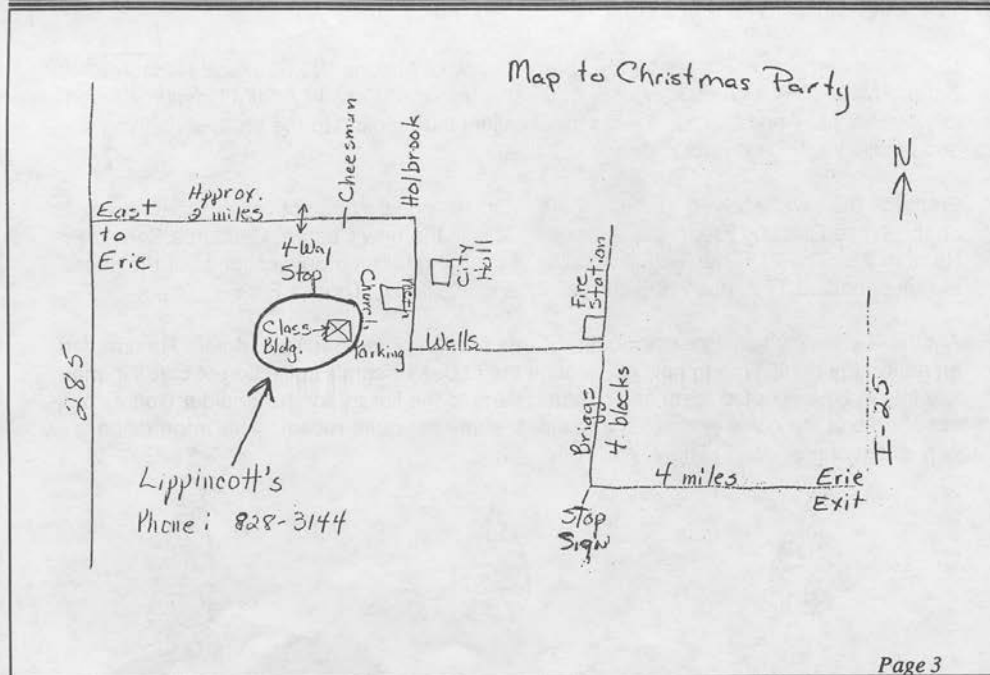 Map to Christmas Party
N
Cheesman
Holbrook
East
to
Erie
Approx.
2 miles
4 Way
Stop
City
Hall
Church
Class
Bldg.
Parking
Wells
Fire
Station
Briggs
4 blocks
285
I-25
4 miles
Erie
Exit
Stop
Sign
Lippincott's
Phone: 828-3144
Page 3